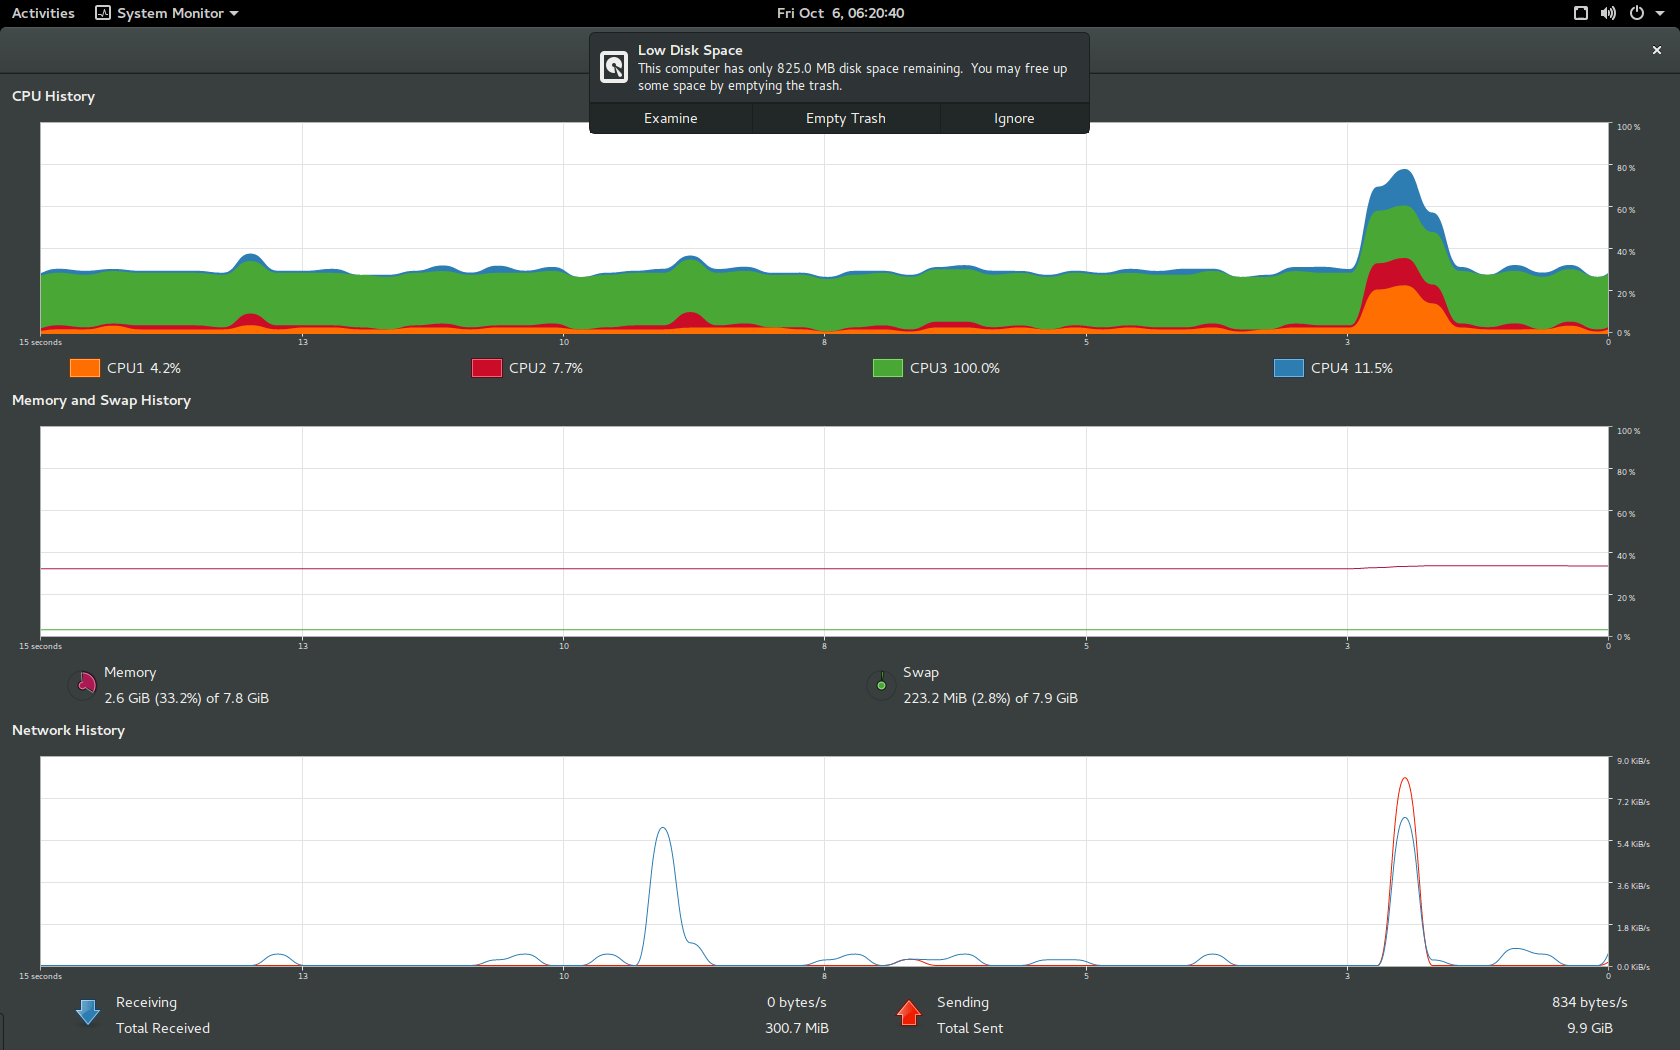 Activities
System Monitor
Fri Oct 6, 06:20:40
Low Disk Space
This computer has only 825.0 MB disk space remaining. You may free up
some space by emptying the trash.
Examine
Empty Trash
Ignore
CPU History
100 %
80 %
60 %
40 %
20 %
0 %
15 seconds 13 10 8 5 3 0
CPU1 4.2% CPU2 7.7% CPU3 100.0% CPU4 11.5%
Memory and Swap History
100 %
80 %
60 %
40 %
20 %
0 %
15 seconds 13 10 8 5 3 0
Memory
2.6 GiB (33.2%) of 7.8 GiB
Swap
223.2 MiB (2.8%) of 7.9 GiB
Network History
9.0 KiB/s
7.2 KiB/s
5.4 KiB/s
3.6 KiB/s
1.8 KiB/s
0.0 KiB/s
15 seconds 13 10 8 5 3 0
Receiving 0 bytes/s
Total Received 300.7 MiB
Sending 834 bytes/s
Total Sent 9.9 GiB